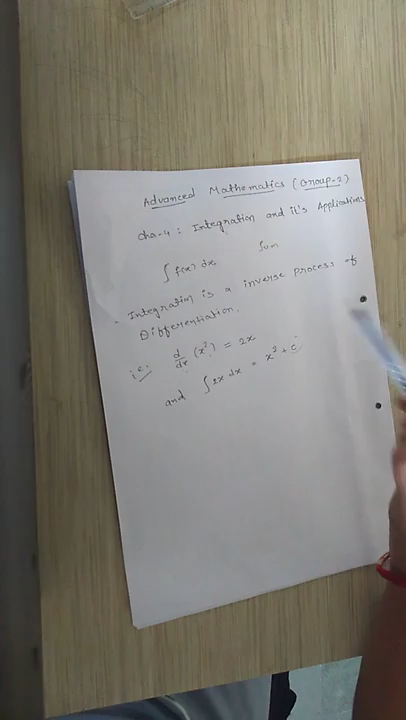 Advanced Mathematics (Group-2)
cha-4: Integration and it's Applications
∫ f(x) dx, Sum
- Integration is a inverse process of
Differentiation.
i.e. d/dx (x²) = 2x
and ∫ 2x dx = x² + c